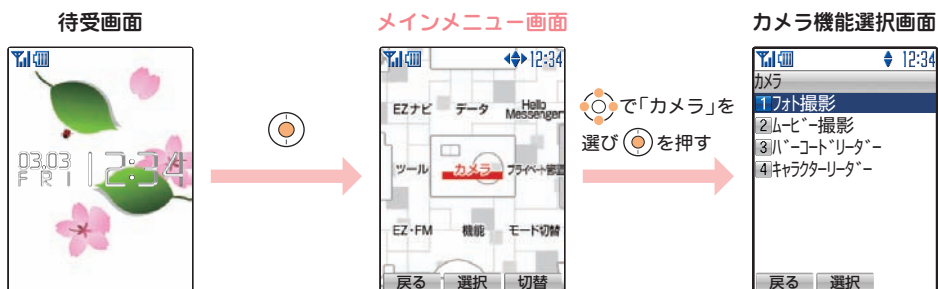 待受画面
03.03
FRI
12:34
メインメニュー画面
12:34
EZナビ
データ
Hello
Messenger
ツール
カメラ
プライベート管理
EZ・FM
機能
モード切替
戻る
選択
切替
で「カメラ」を
選び を押す
カメラ機能選択画面
12:34
カメラ
1 フォト撮影
2 ムービー撮影
3 バーコードリーダー
4 キャラクターリーダー
戻る
選択